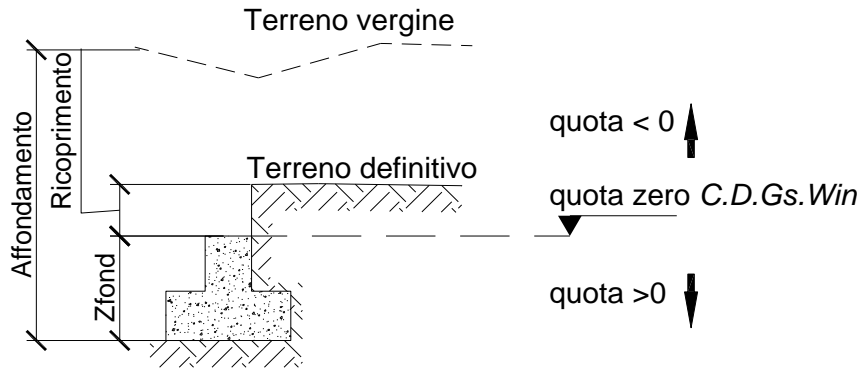 Terreno vergine
Affondamento
Ricoprimento
quota < 0
Terreno definitivo
quota zero C.D.Gs.Win
Zfond
quota >0